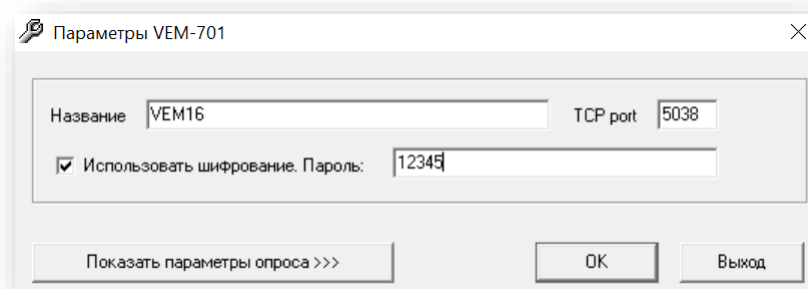 Параметры VEM-701
Название VEM16 TCP port 5038
Использовать шифрование. Пароль: 12345
Показать параметры опроса >>> OK Выход